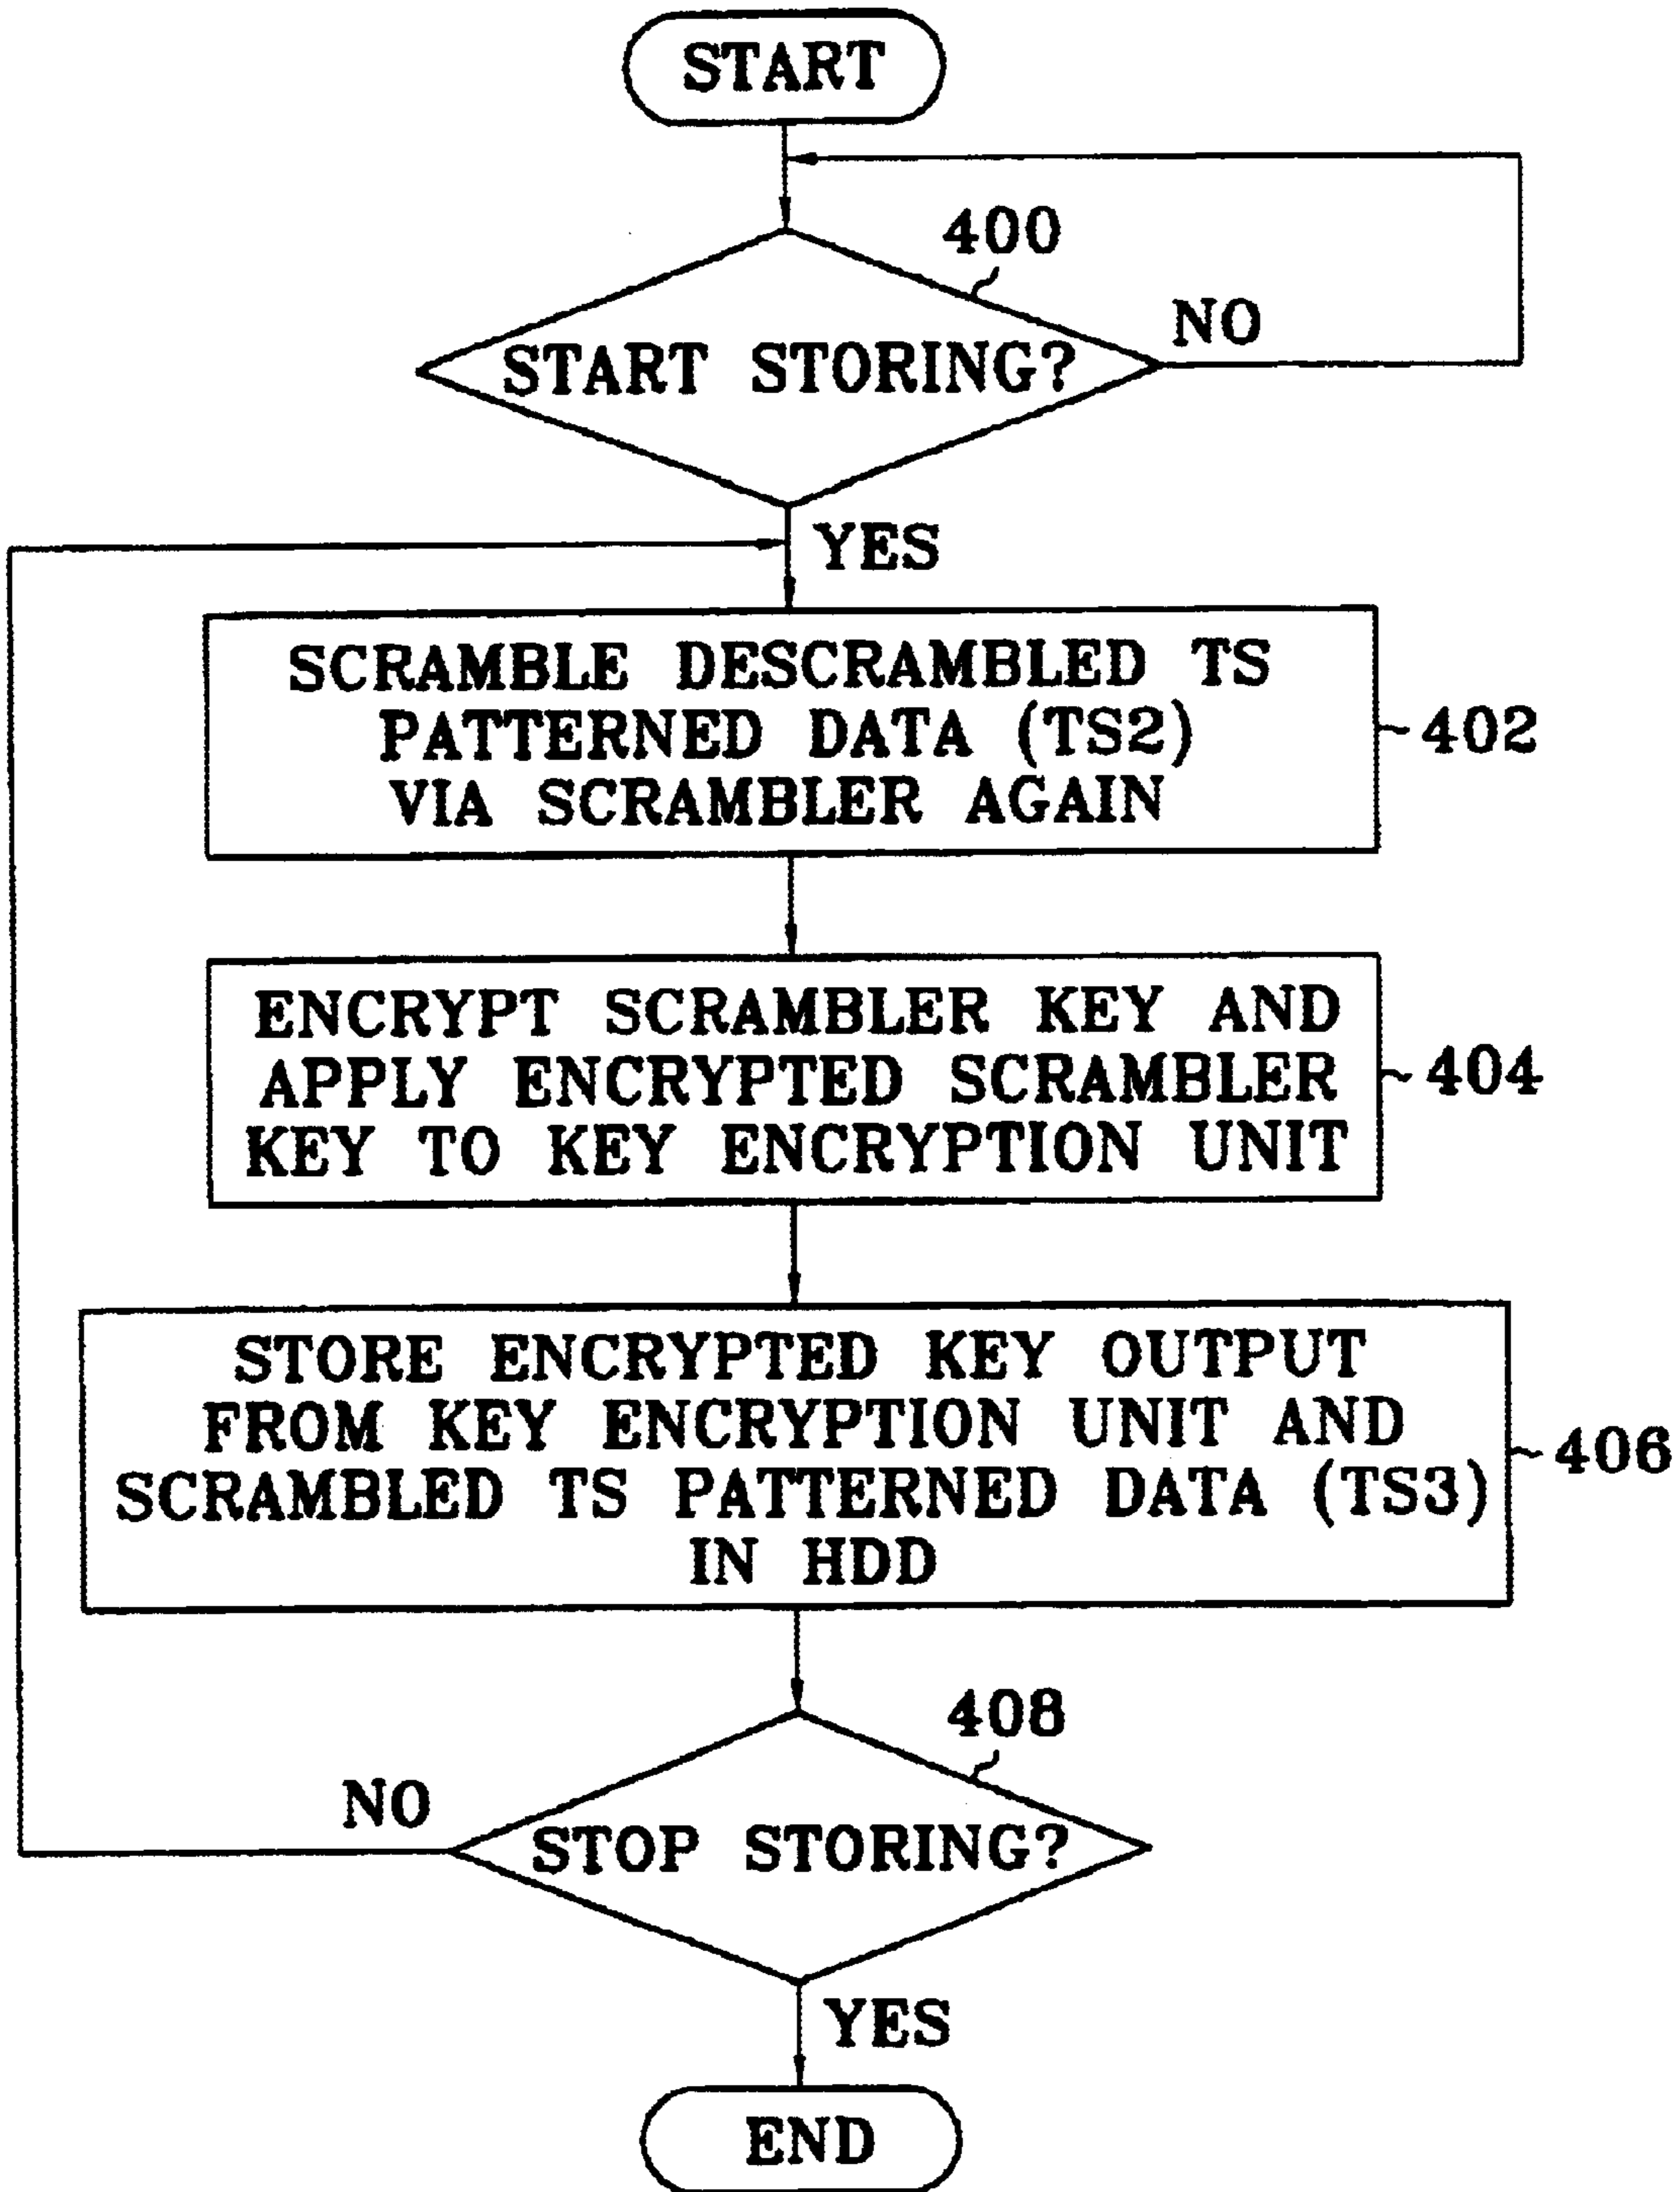 START
400
START STORING?
NO
YES
SCRAMBLE DESCRAMBLED TS
PATTERNED DATA (TS2)
VIA SCRAMBLER AGAIN
402
ENCRYPT SCRAMBLER KEY AND
APPLY ENCRYPTED SCRAMBLER
KEY TO KEY ENCRYPTION UNIT
404
STORE ENCRYPTED KEY OUTPUT
FROM KEY ENCRYPTION UNIT AND
SCRAMBLED TS PATTERNED DATA (TS3)
IN HDD
406
408
NO
STOP STORING?
YES
END